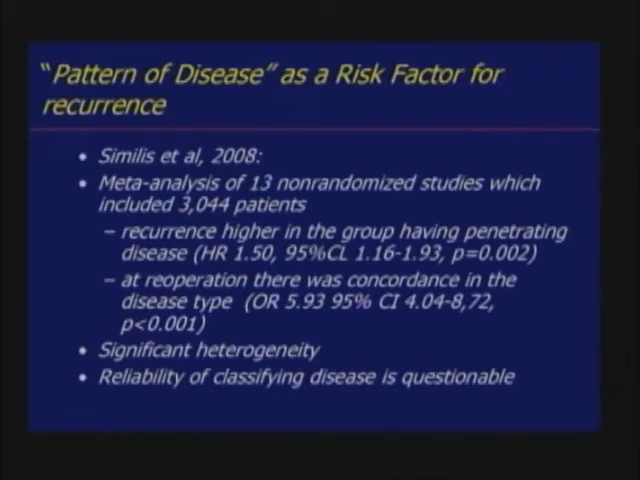 “Pattern of Disease” as a Risk Factor for
recurrence
• Similis et al, 2008:
• Meta-analysis of 13 nonrandomized studies which
included 3,044 patients
– recurrence higher in the group having penetrating
disease (HR 1.50, 95%CL 1.16-1.93, p=0.002)
– at reoperation there was concordance in the
disease type (OR 5.93 95% CI 4.04-8,72,
p<0.001)
• Significant heterogeneity
• Reliability of classifying disease is questionable